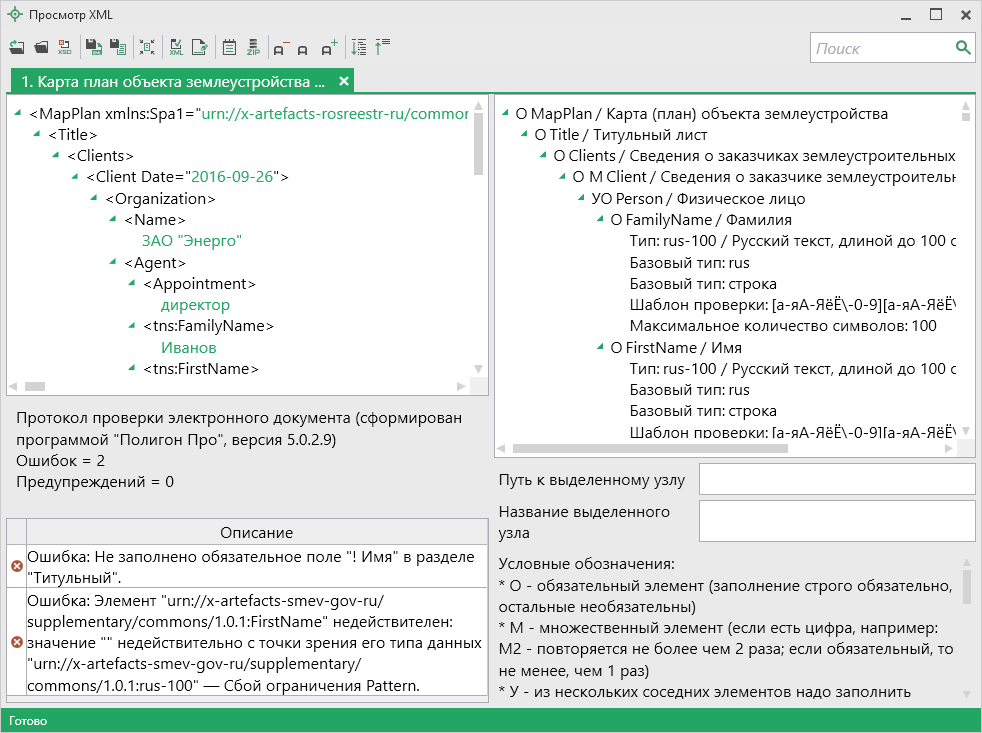 Просмотр XML
XSD
XML
ZIP
Поиск
1. Карта план объекта землеустройства ...
<MapPlan xmlns:Spa1="urn://x-artefacts-rosreestr-ru/commor
<Title>
<Clients>
<Client Date="2016-09-26">
<Organization>
<Name>
ЗАО "Энерго"
<Agent>
<Appointment>
директор
<tns:FamilyName>
Иванов
<tns:FirstName>
О MapPlan / Карта (план) объекта землеустройства
О Title / Титульный лист
О Clients / Сведения о заказчиках землеустроительных
О М Client / Сведения о заказчике землеустроительн
УО Person / Физическое лицо
О FamilyName / Фамилия
Тип: rus-100 / Русский текст, длиной до 100 с
Базовый тип: rus
Базовый тип: строка
Шаблон проверки: [а-яА-ЯёЁ\-0-9][а-яА-ЯёЁ\
Максимальное количество символов: 100
О FirstName / Имя
Тип: rus-100 / Русский текст, длиной до 100 с
Базовый тип: rus
Базовый тип: строка
Шаблон проверки: [а-яА-ЯёЁ\-0-9][а-яА-ЯёЁ\
Протокол проверки электронного документа (сформирован
программой "Полигон Про", версия 5.0.2.9)
Ошибок = 2
Предупреждений = 0
Описание
Ошибка: Не заполнено обязательное поле "! Имя" в разделе
"Титульный".
Ошибка: Элемент "urn://x-artefacts-smev-gov-ru/
supplementary/commons/1.0.1:FirstName" недействителен:
значение "" недействительно с точки зрения его типа данных
"urn://x-artefacts-smev-gov-ru/supplementary/
commons/1.0.1:rus-100" — Сбой ограничения Pattern.
Путь к выделенному узлу
Название выделенного
узла
Условные обозначения:
* О - обязательный элемент (заполнение строго обязательно,
остальные необязательны)
* М - множественный элемент (если есть цифра, например:
М2 - повторяется не более чем 2 раза; если обязательный, то
не менее, чем 1 раз)
* У - из нескольких соседних элементов надо заполнить
Готово